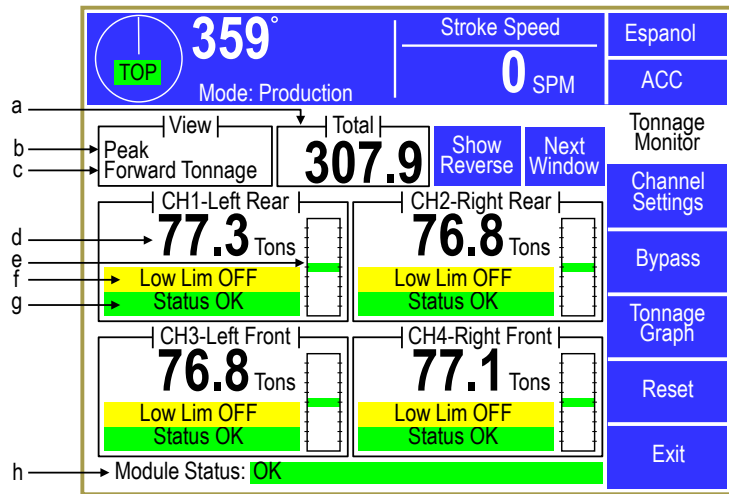 359°
TOP
Mode: Production
Stroke Speed
0 SPM
Espanol
ACC
Tonnage
Monitor
Channel
Settings
Bypass
Tonnage
Graph
Reset
Exit
a
b
c
d
e
f
g
h
View
Peak
Forward Tonnage
Total
307.9
Show
Reverse
Next
Window
CH1-Left Rear
77.3 Tons
Low Lim OFF
Status OK
CH2-Right Rear
76.8 Tons
Low Lim OFF
Status OK
CH3-Left Front
76.8 Tons
Low Lim OFF
Status OK
CH4-Right Front
77.1 Tons
Low Lim OFF
Status OK
Module Status: OK